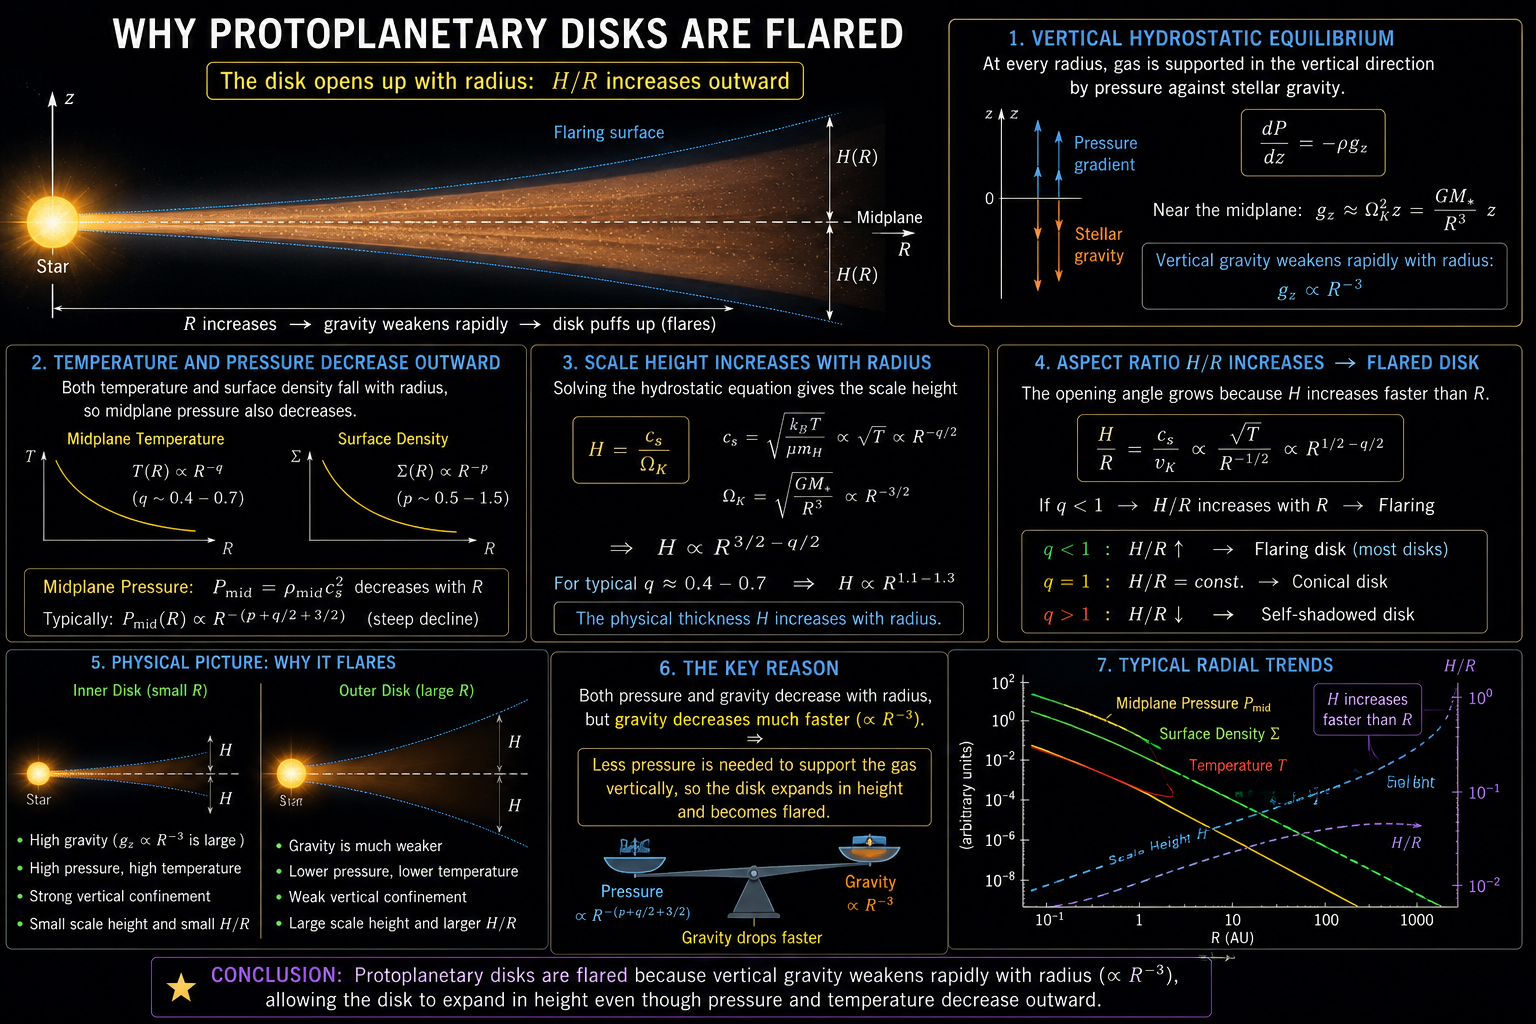 WHY PROTOPLANETARY DISKS ARE FLARED
The disk opens up with radius: H/R increases outward
z
Flaring surface
H(R)
Midplane
R
Star
H(R)
R increases → gravity weakens rapidly → disk puffs up (flares)
1. VERTICAL HYDROSTATIC EQUILIBRIUM
At every radius, gas is supported in the vertical direction
by pressure against stellar gravity.
z z
Pressure
gradient
0
Stellar
gravity
dP/dz = −ρg_z
Near the midplane: g_z ≈ Ω_K^2 z = GM_*/R^3 z
Vertical gravity weakens rapidly with radius:
g_z ∝ R^−3
2. TEMPERATURE AND PRESSURE DECREASE OUTWARD
Both temperature and surface density fall with radius,
so midplane pressure also decreases.
Midplane Temperature
T
T(R) ∝ R^−q
(q ~ 0.4 – 0.7)
R
Surface Density
Σ
Σ(R) ∝ R^−p
(p ~ 0.5 – 1.5)
R
Midplane Pressure: P_mid = ρ_mid c_s^2 decreases with R
Typically: P_mid(R) ∝ R^−(p+q/2+3/2) (steep decline)
3. SCALE HEIGHT INCREASES WITH RADIUS
Solving the hydrostatic equation gives the scale height
H = c_s/Ω_K
c_s = √(k_B T/μm_H) ∝ √T ∝ R^−q/2
Ω_K = √(GM_*/R^3) ∝ R^−3/2
⇒ H ∝ R^3/2 − q/2
For typical q ≈ 0.4 – 0.7 ⇒ H ∝ R^1.1−1.3
The physical thickness H increases with radius.
4. ASPECT RATIO H/R INCREASES → FLARED DISK
The opening angle grows because H increases faster than R.
H/R = c_s/v_K ∝ √T/R^−1/2 ∝ R^1/2 − q/2
If q < 1 → H/R increases with R → Flaring
q < 1 : H/R ↑ → Flaring disk (most disks)
q = 1 : H/R = const. → Conical disk
q > 1 : H/R ↓ → Self-shadowed disk
5. PHYSICAL PICTURE: WHY IT FLARES
Inner Disk (small R)
H
H
Star
• High gravity (g_z ∝ R^−3 is large)
• High pressure, high temperature
• Strong vertical confinement
• Small scale height and small H/R
Outer Disk (large R)
H
H
• Gravity is much weaker
• Lower pressure, lower temperature
• Weak vertical confinement
• Large scale height and larger H/R
6. THE KEY REASON
Both pressure and gravity decrease with radius,
but gravity decreases much faster (∝ R^−3).
⇒
Less pressure is needed to support the gas
vertically, so the disk expands in height
and becomes flared.
Pressure
∝ R^−(p+q/2+3/2)
Gravity
∝ R^−3
Gravity drops faster
7. TYPICAL RADIAL TRENDS
H/R
(arbitrary units)
10^2
10^0
10^−2
10^−4
10^−6
10^−8
Midplane Pressure P_mid
Surface Density Σ
Temperature T
H increases
faster than R
Scale Height H
H/R
10^0
10^−1
10^−2
10^−1 1 10 100 1000
R (AU)
CONCLUSION: Protoplanetary disks are flared because vertical gravity weakens rapidly with radius (∝ R^−3),
allowing the disk to expand in height even though pressure and temperature decrease outward.